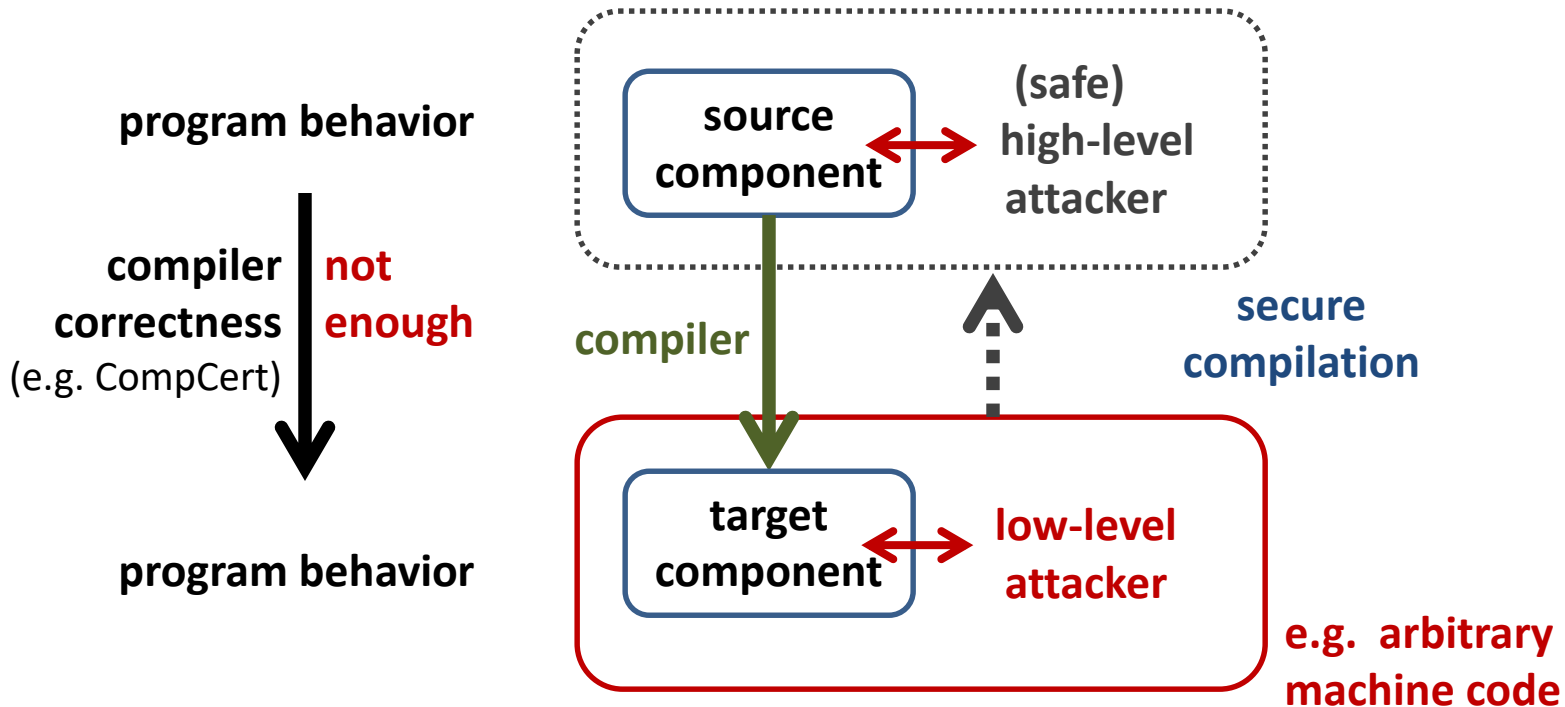 program behavior
compiler
correctness
(e.g. CompCert)
not
enough
program behavior
source
component
(safe)
high-level
attacker
compiler
secure
compilation
target
component
low-level
attacker
e.g. arbitrary
machine code